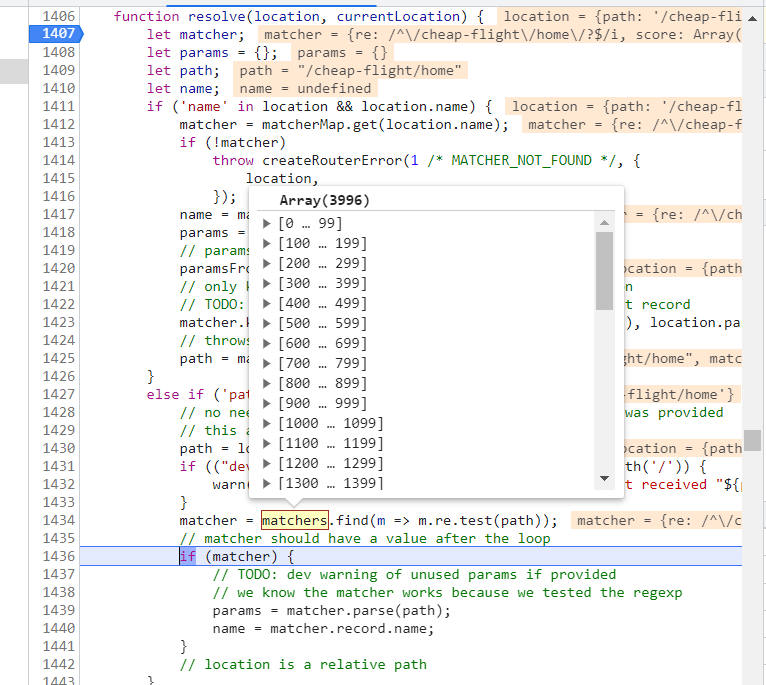 1406 function resolve(location, currentLocation) { location = {path: '/cheap-fli
1407 let matcher; matcher = {re: /^\/cheap-flight\/home\/?$/i, score: Array(
1408 let params = {}; params = {}
1409 let path; path = "/cheap-flight/home"
1410 let name; name = undefined
1411 if ('name' in location && location.name) { location = {path: '/cheap-fl
1412 matcher = matcherMap.get(location.name); matcher = {re: /^\/cheap-f
1413 if (!matcher)
1414 throw createRouterError(1 /* MATCHER_NOT_FOUND */, {
1415 location,
1416 });
1417 name = ma = {re: /^\/ch
1418 params =
1419 // params
1420 paramsFro ocation = {path
1421 // only k n
1422 // TODO: t record
1423 matcher.k ), location.pa
1424 // throws
1425 path = ma ght/home", matc
1426 }
1427 else if ('pat -flight/home'}
1428 // no nee was provided
1429 // this a
1430 path = lo ocation = {path
1431 if (("dev th('/')) {
1432 warn( t received "${
1433 }
1434 matcher = matchers.find(m => m.re.test(path)); matcher = {re: /^\/c
1435 // matcher should have a value after the loop
1436 if (matcher) {
1437 // TODO: dev warning of unused params if provided
1438 // we know the matcher works because we tested the regexp
1439 params = matcher.parse(path);
1440 name = matcher.record.name;
1441 }
1442 // location is a relative path
1443 }
Array(3996)
[0 … 99]
[100 … 199]
[200 … 299]
[300 … 399]
[400 … 499]
[500 … 599]
[600 … 699]
[700 … 799]
[800 … 899]
[900 … 999]
[1000 … 1099]
[1100 … 1199]
[1200 … 1299]
[1300 … 1399]